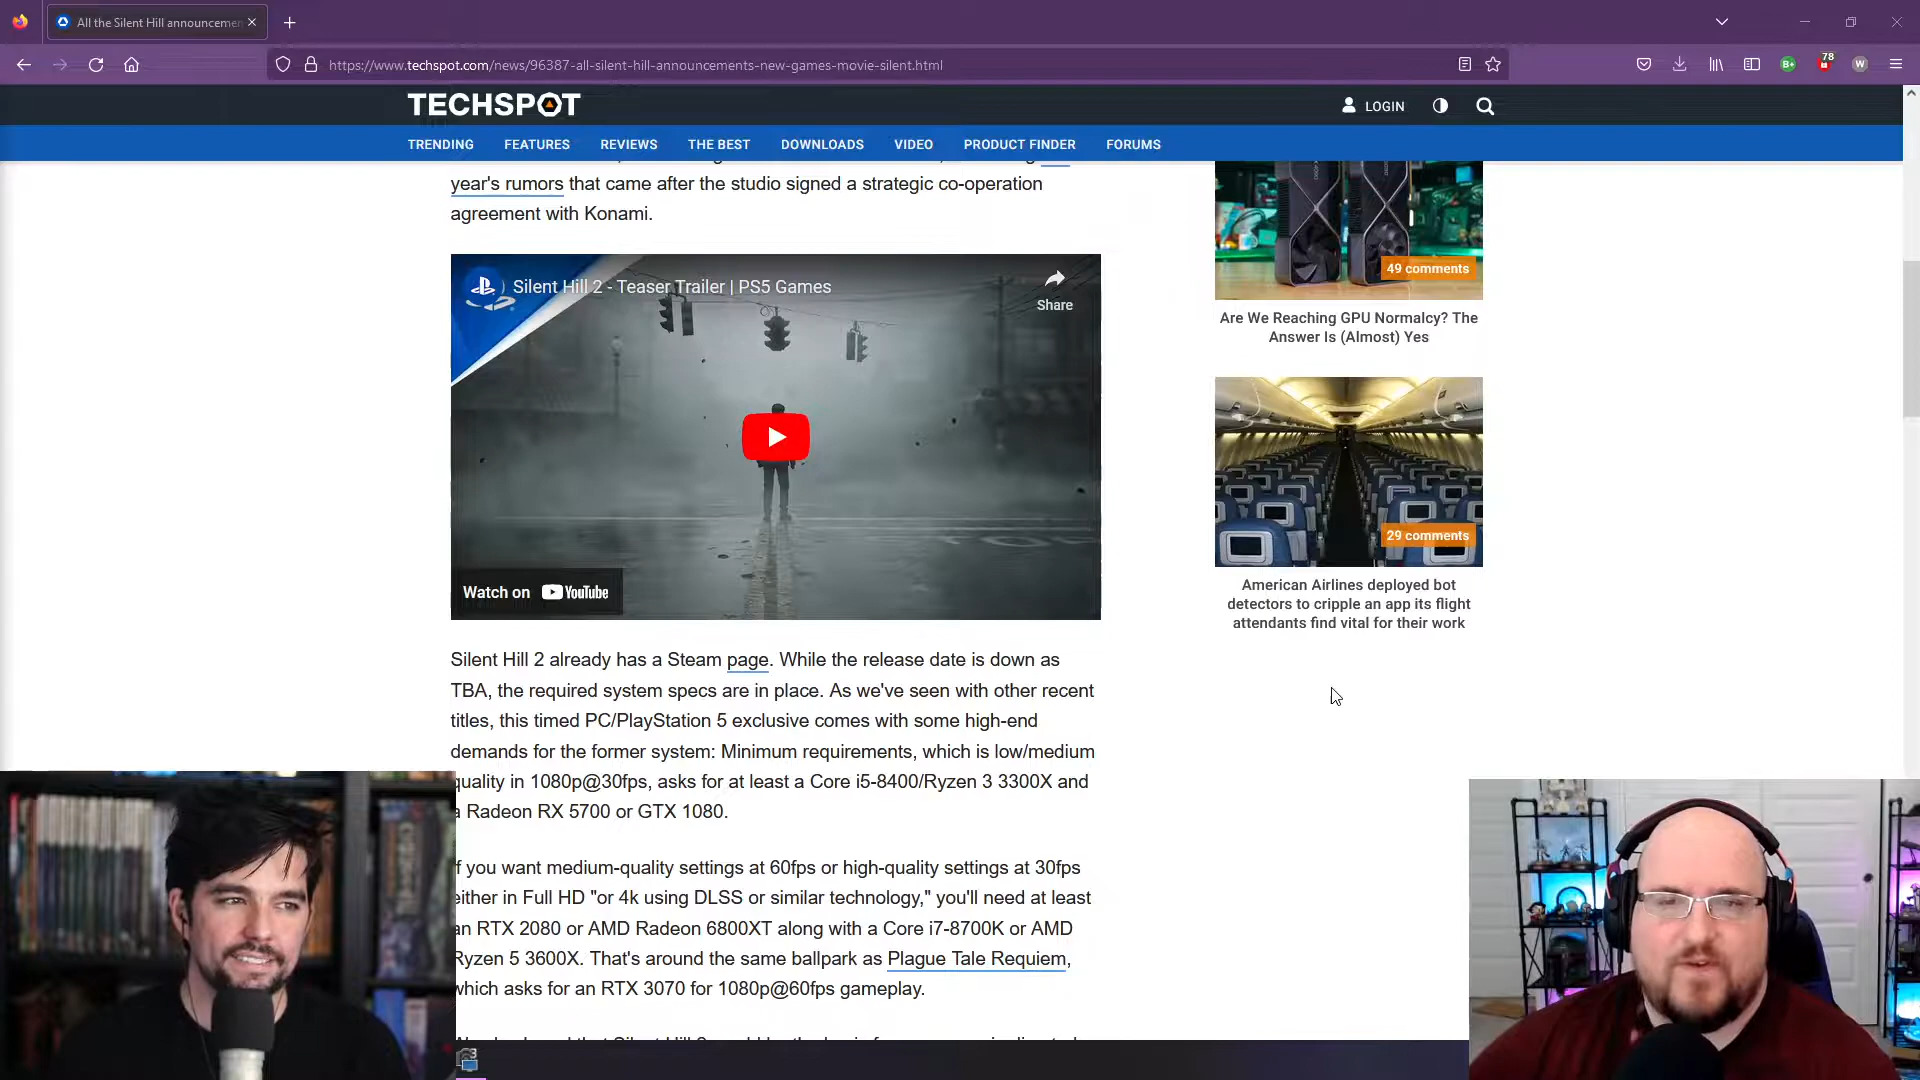 All the Silent Hill announcemen
https://www.techspot.com/news/96387-all-silent-hill-announcements-new-games-movie-silent.html
78
B+
W
TECHSPOT
LOGIN
TRENDING FEATURES REVIEWS THE BEST DOWNLOADS VIDEO PRODUCT FINDER FORUMS
year's rumors that came after the studio signed a strategic co-operation
agreement with Konami.
Silent Hill 2 - Teaser Trailer | PS5 Games
Share
Watch on YouTube
49 comments
Are We Reaching GPU Normalcy? The
Answer Is (Almost) Yes
29 comments
American Airlines deployed bot
detectors to cripple an app its flight
attendants find vital for their work
Silent Hill 2 already has a Steam page. While the release date is down as
TBA, the required system specs are in place. As we've seen with other recent
titles, this timed PC/PlayStation 5 exclusive comes with some high-end
demands for the former system: Minimum requirements, which is low/medium
quality in 1080p@30fps, asks for at least a Core i5-8400/Ryzen 3 3300X and
a Radeon RX 5700 or GTX 1080.
If you want medium-quality settings at 60fps or high-quality settings at 30fps
either in Full HD "or 4k using DLSS or similar technology," you'll need at least
an RTX 2080 or AMD Radeon 6800XT along with a Core i7-8700K or AMD
Ryzen 5 3600X. That's around the same ballpark as Plague Tale Requiem,
which asks for an RTX 3070 for 1080p@60fps gameplay.
3